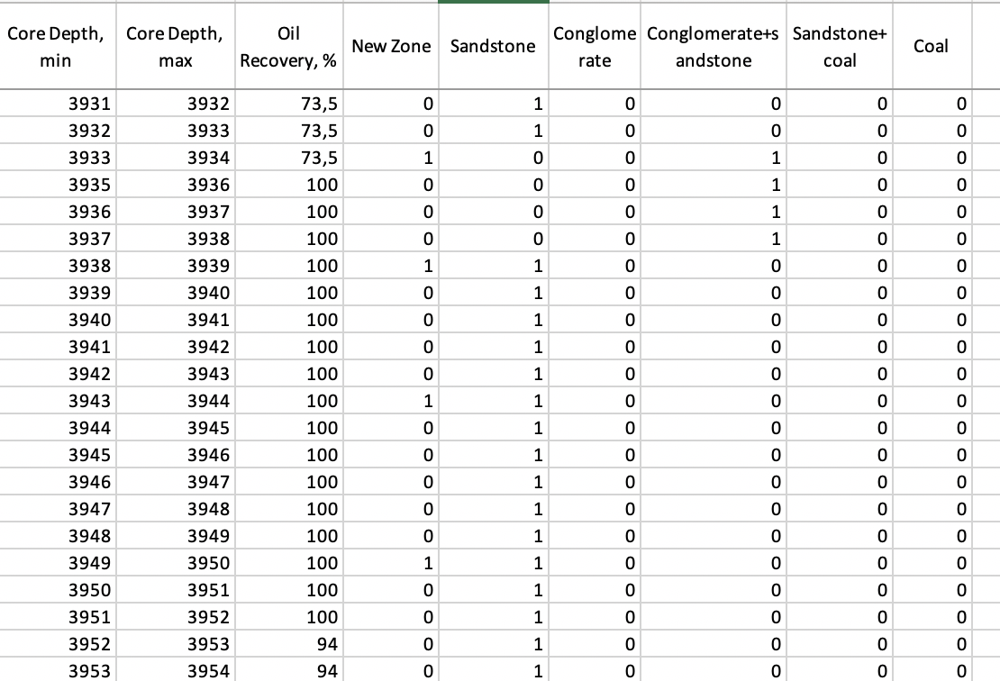 Core Depth, min Core Depth, max Oil Recovery, % New Zone Sandstone Conglome rate Conglomerate+s andstone Sandstone+ coal Coal
3931 3932 73,5 0 1 0 0 0 0
3932 3933 73,5 0 1 0 0 0 0
3933 3934 73,5 1 0 0 1 0 0
3935 3936 100 0 0 0 1 0 0
3936 3937 100 0 0 0 1 0 0
3937 3938 100 0 0 0 1 0 0
3938 3939 100 1 1 0 0 0 0
3939 3940 100 0 1 0 0 0 0
3940 3941 100 0 1 0 0 0 0
3941 3942 100 0 1 0 0 0 0
3942 3943 100 0 1 0 0 0 0
3943 3944 100 1 1 0 0 0 0
3944 3945 100 0 1 0 0 0 0
3945 3946 100 0 1 0 0 0 0
3946 3947 100 0 1 0 0 0 0
3947 3948 100 0 1 0 0 0 0
3948 3949 100 0 1 0 0 0 0
3949 3950 100 1 1 0 0 0 0
3950 3951 100 0 1 0 0 0 0
3951 3952 100 0 1 0 0 0 0
3952 3953 94 0 1 0 0 0 0
3953 3954 94 0 1 0 0 0 0